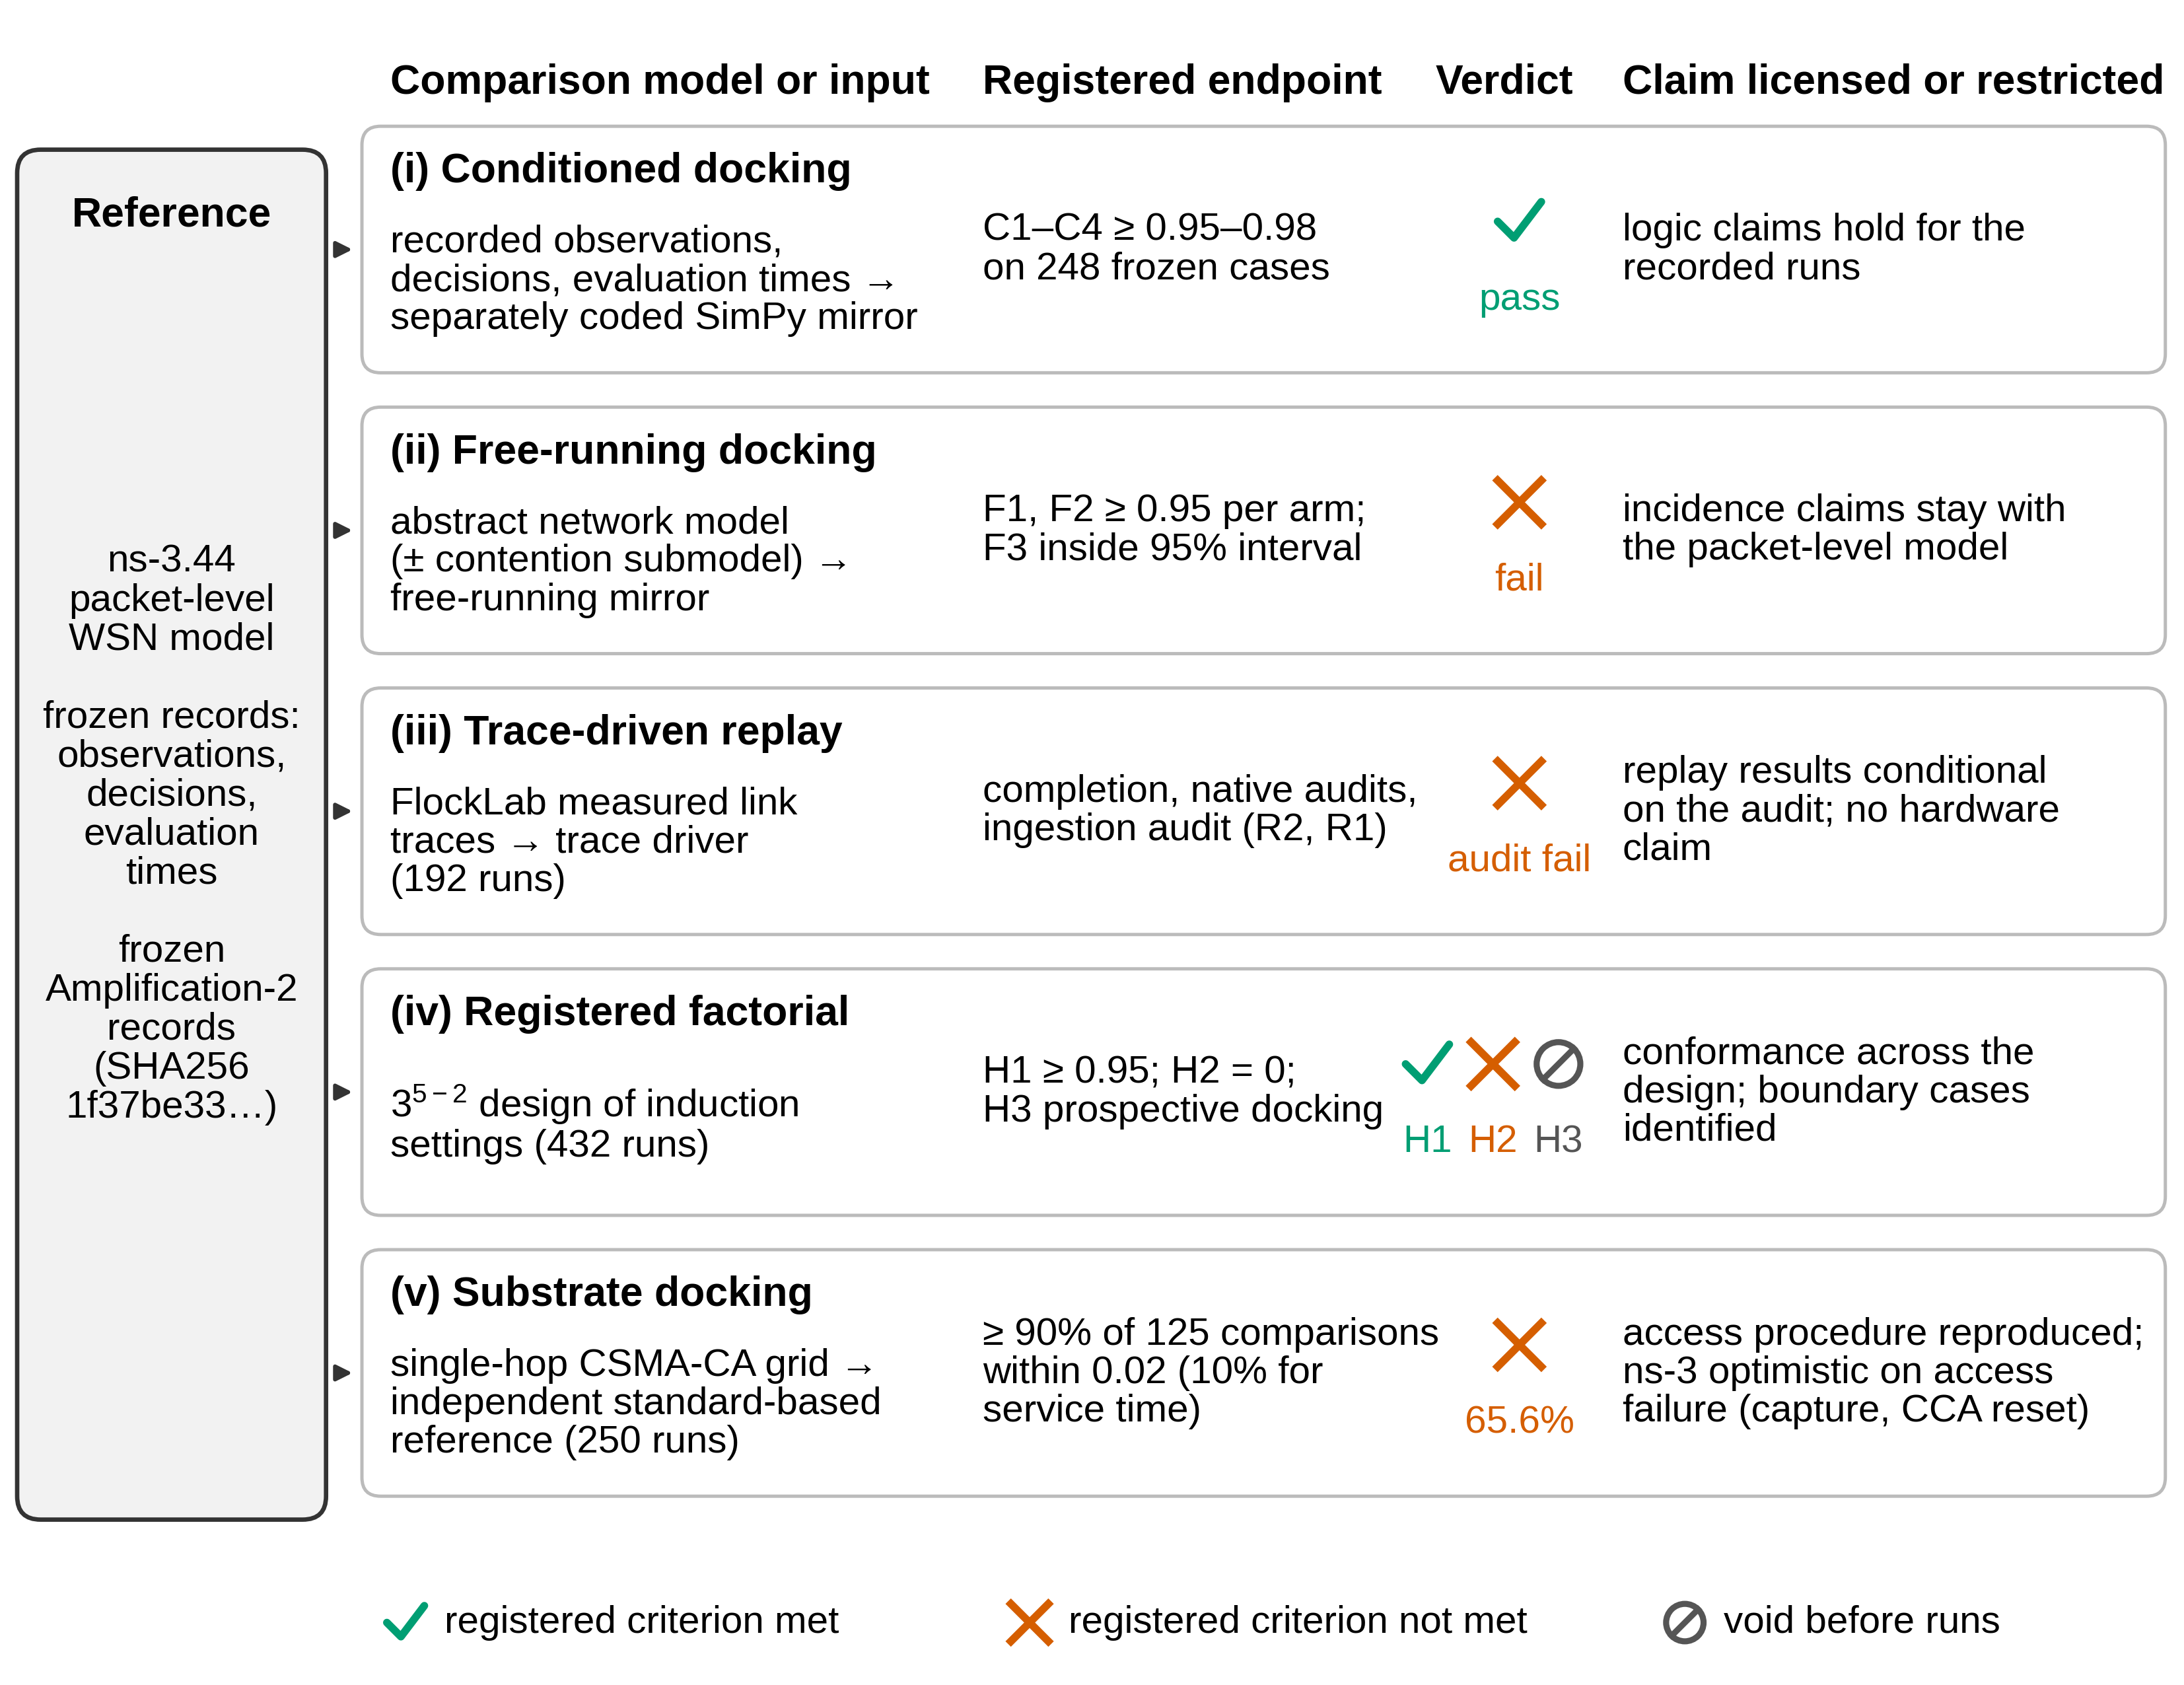 Comparison model or input
Registered endpoint
Verdict
Claim licensed or restricted
Reference
ns-3.44
packet-level
WSN model
frozen records:
observations,
decisions,
evaluation
times
frozen
Amplification-2
records
(SHA256
1f37be33…)
(i) Conditioned docking
recorded observations,
decisions, evaluation times →
separately coded SimPy mirror
C1–C4 ≥ 0.95–0.98
on 248 frozen cases
pass
logic claims hold for the
recorded runs
(ii) Free-running docking
abstract network model
(± contention submodel) →
free-running mirror
F1, F2 ≥ 0.95 per arm;
F3 inside 95% interval
fail
incidence claims stay with
the packet-level model
(iii) Trace-driven replay
FlockLab measured link
traces → trace driver
(192 runs)
completion, native audits,
ingestion audit (R2, R1)
audit fail
replay results conditional
on the audit; no hardware
claim
(iv) Registered factorial
3⁵⁻² design of induction
settings (432 runs)
H1 ≥ 0.95; H2 = 0;
H3 prospective docking
H1 H2 H3
conformance across the
design; boundary cases
identified
(v) Substrate docking
single-hop CSMA-CA grid →
independent standard-based
reference (250 runs)
≥ 90% of 125 comparisons
within 0.02 (10% for
service time)
65.6%
access procedure reproduced;
ns-3 optimistic on access
failure (capture, CCA reset)
registered criterion met
registered criterion not met
void before runs